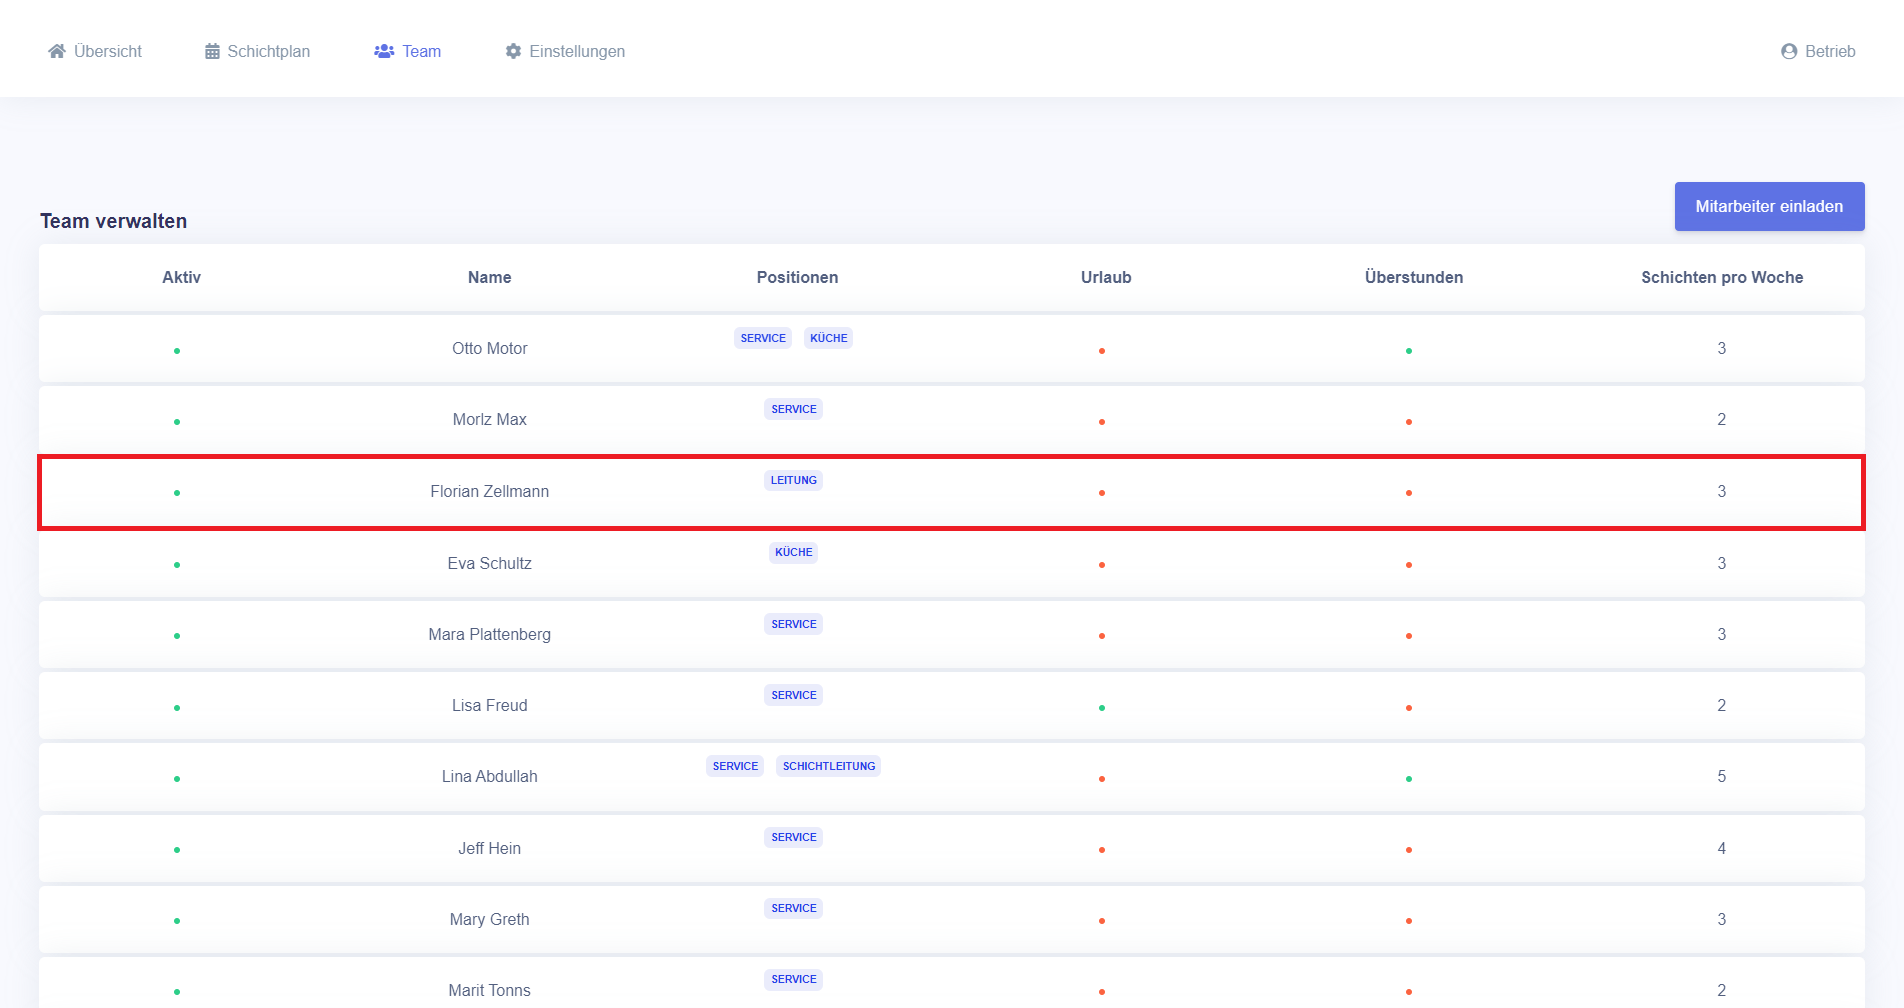 Übersicht Schichtplan Team Einstellungen Betrieb
Mitarbeiter einladen
Team verwalten
Aktiv Name Positionen Urlaub Überstunden Schichten pro Woche
Otto Motor SERVICE KÜCHE 3
Morlz Max SERVICE 2
Florian Zellmann LEITUNG 3
Eva Schultz KÜCHE 3
Mara Plattenberg SERVICE 3
Lisa Freud SERVICE 2
Lina Abdullah SERVICE SCHICHTLEITUNG 5
Jeff Hein SERVICE 4
Mary Greth SERVICE 3
Marit Tonns SERVICE 2